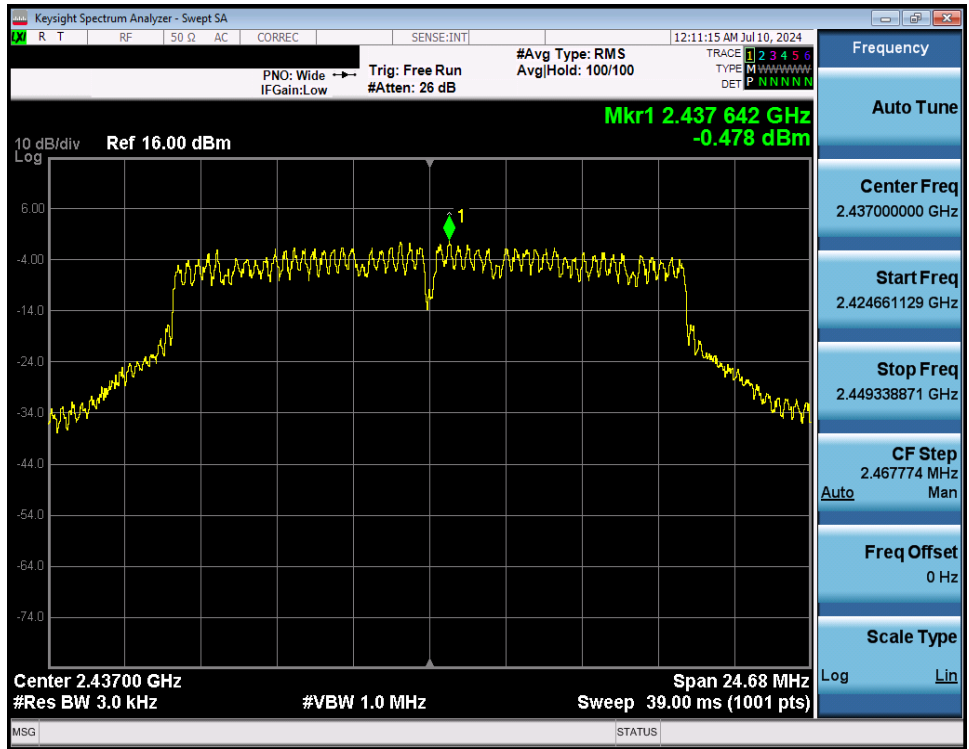 Keysight Spectrum Analyzer - Swept SA
LXI R T RF 50 Ω AC CORREC SENSE:INT 12:11:15 AM Jul 10, 2024
PNO: Wide
IFGain:Low
Trig: Free Run
#Atten: 26 dB
#Avg Type: RMS
Avg|Hold: 100/100
TRACE 1 2 3 4 5 6
TYPE M WWWWW
DET P N N N N N
Mkr1 2.437 642 GHz
-0.478 dBm
10 dB/div Ref 16.00 dBm
Log
1
6.00
-4.00
-14.0
-24.0
-34.0
-44.0
-54.0
-64.0
-74.0
Center 2.43700 GHz Span 24.68 MHz
#Res BW 3.0 kHz #VBW 1.0 MHz Sweep 39.00 ms (1001 pts)
MSG STATUS
Frequency
Auto Tune
Center Freq
2.437000000 GHz
Start Freq
2.424661129 GHz
Stop Freq
2.449338871 GHz
CF Step
2.467774 MHz
Auto Man
Freq Offset
0 Hz
Scale Type
Log Lin